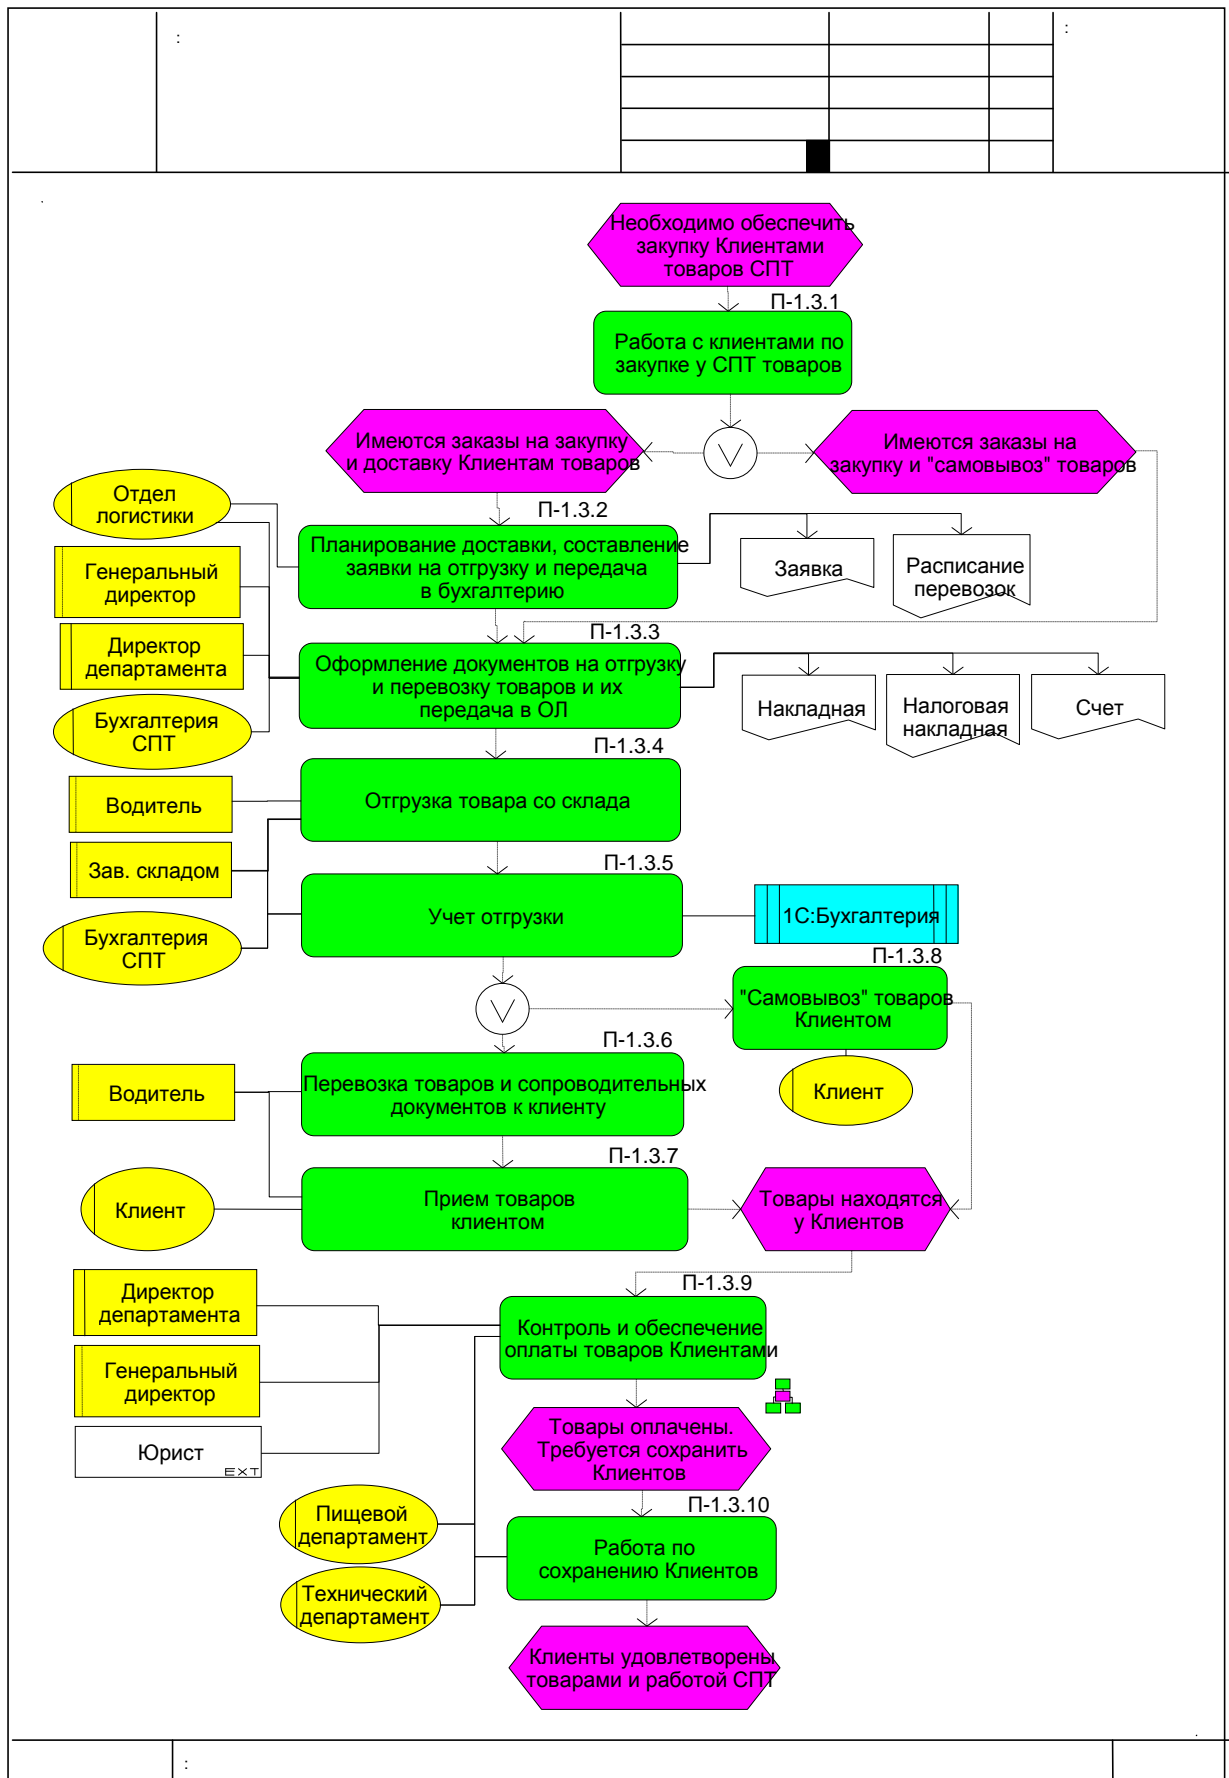 :
:
Необходимо обеспечить
закупку Клиентами
товаров СПТ
П-1.3.1
Работа с клиентами по
закупке у СПТ товаров
Имеются заказы на закупку
и доставку Клиентам товаров
Имеются заказы на
закупку и "самовывоз" товаров
Отдел
логистики
П-1.3.2
Планирование доставки, составление
заявки на отгрузку и передача
в бухгалтерию
Заявка
Расписание
перевозок
Генеральный
директор
Директор
департамента
П-1.3.3
Оформление документов на отгрузку
и перевозку товаров и их
передача в ОЛ
Накладная
Налоговая
накладная
Счет
Бухгалтерия
СПТ
П-1.3.4
Водитель
Отгрузка товара со склада
Зав. складом
П-1.3.5
Учет отгрузки
1С:Бухгалтерия
Бухгалтерия
СПТ
П-1.3.8
"Самовывоз" товаров
Клиентом
П-1.3.6
Водитель
Перевозка товаров и сопроводительных
документов к клиенту
Клиент
П-1.3.7
Клиент
Прием товаров
клиентом
Товары находятся
у Клиентов
П-1.3.9
Директор
департамента
Контроль и обеспечение
оплаты товаров Клиентами
Генеральный
директор
Юрист
EXT
Товары оплачены.
Требуется сохранить
Клиентов
П-1.3.10
Пищевой
департамент
Работа по
сохранению Клиентов
Технический
департамент
Клиенты удовлетворены
товарами и работой СПТ
: